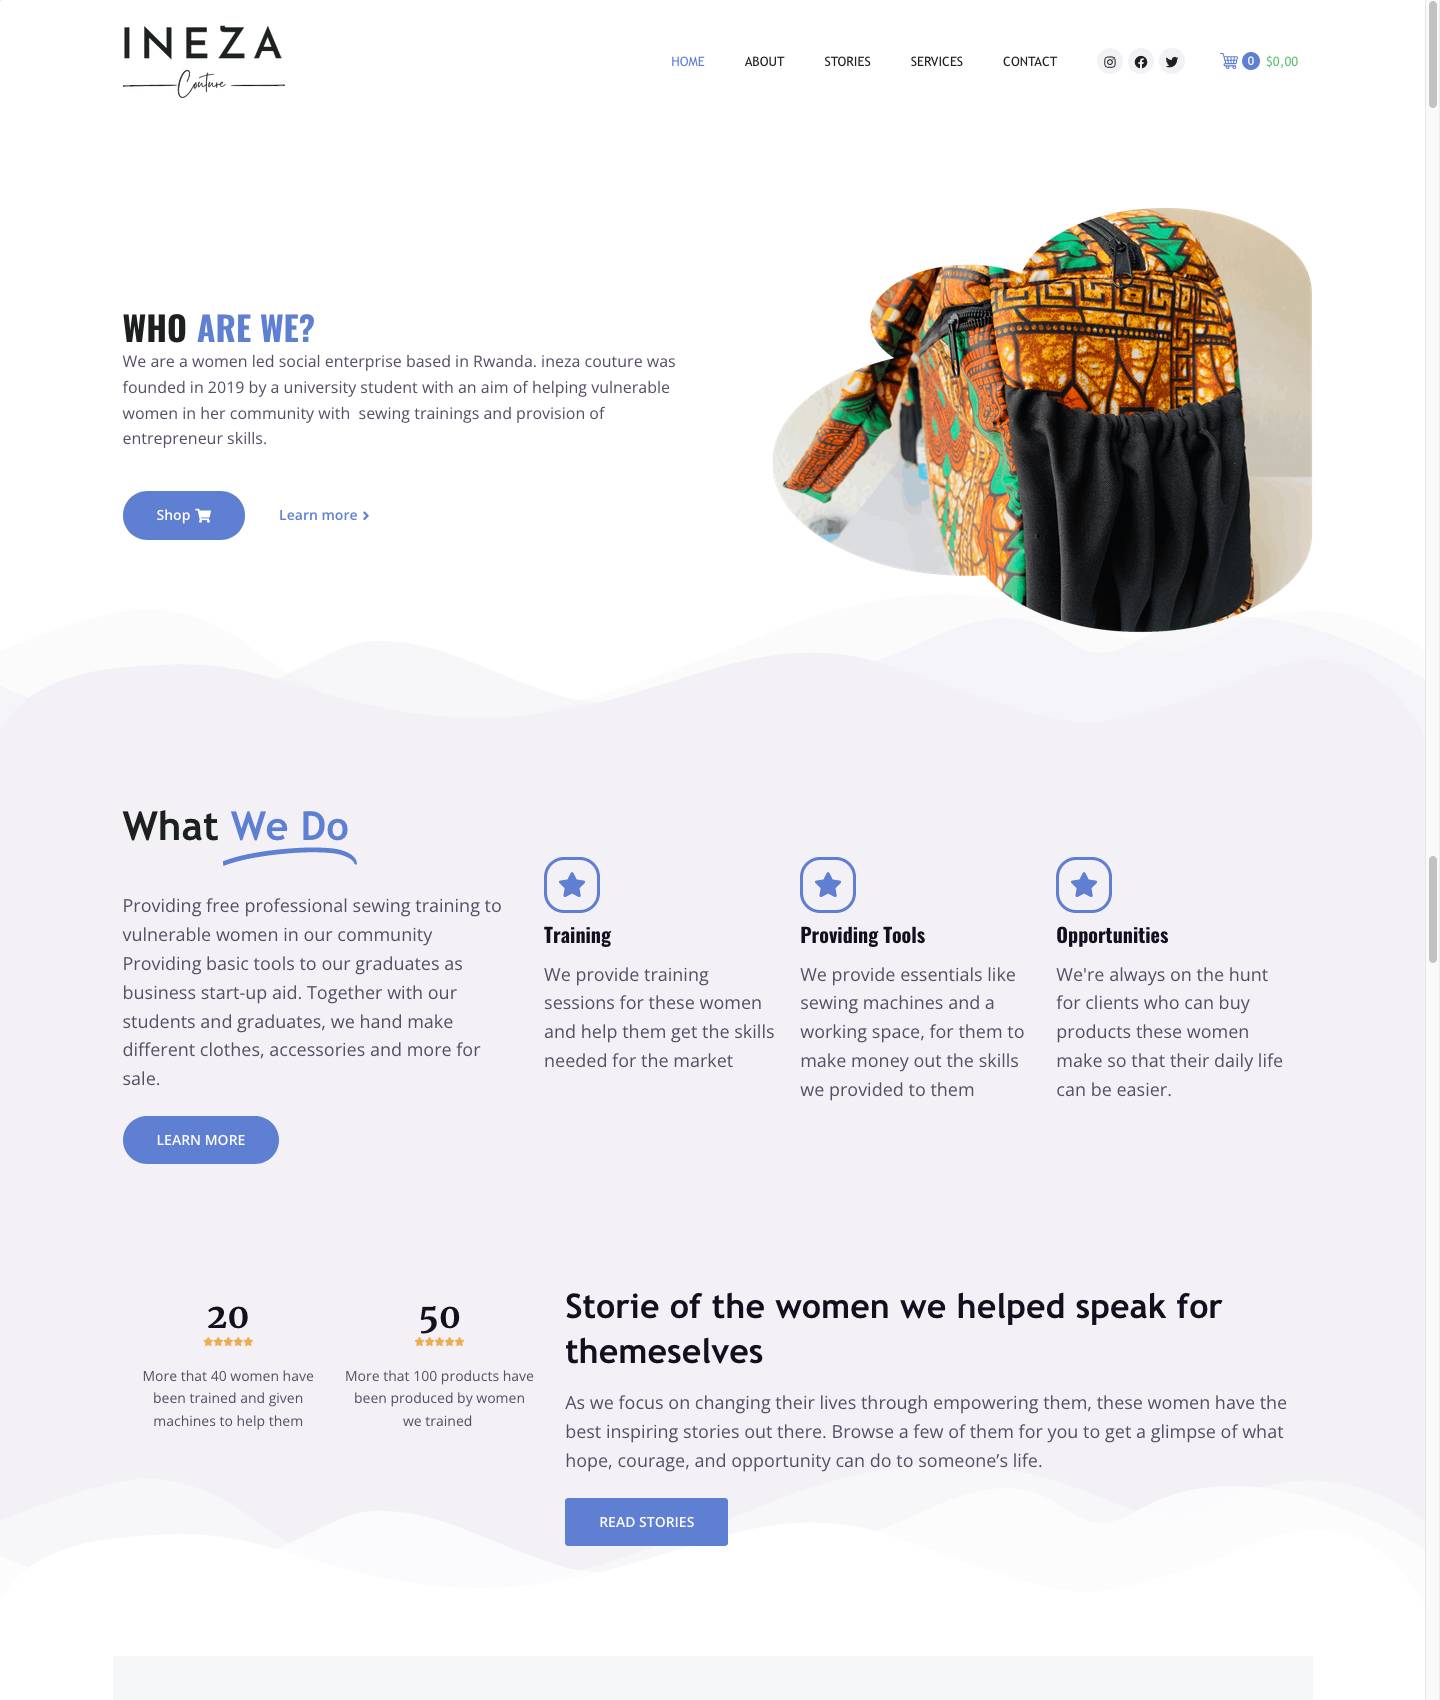 INEZA
Couture
HOME ABOUT STORIES SERVICES CONTACT 0 $0,00
WHO ARE WE?
We are a women led social enterprise based in Rwanda. ineza couture was
founded in 2019 by a university student with an aim of helping vulnerable
women in her community with  sewing trainings and provision of
entrepreneur skills.
Shop
Learn more
What We Do
Providing free professional sewing training to
vulnerable women in our community
Providing basic tools to our graduates as
business start-up aid. Together with our
students and graduates, we hand make
different clothes, accessories and more for
sale.
LEARN MORE
Training
We provide training
sessions for these women
and help them get the skills
needed for the market
Providing Tools
We provide essentials like
sewing machines and a
working space, for them to
make money out the skills
we provided to them
Opportunities
We're always on the hunt
for clients who can buy
products these women
make so that their daily life
can be easier.
20
More that 40 women have
been trained and given
machines to help them
50
More that 100 products have
been produced by women
we trained
Storie of the women we helped speak for
themeselves
As we focus on changing their lives through empowering them, these women have the
best inspiring stories out there. Browse a few of them for you to get a glimpse of what
hope, courage, and opportunity can do to someone’s life.
READ STORIES